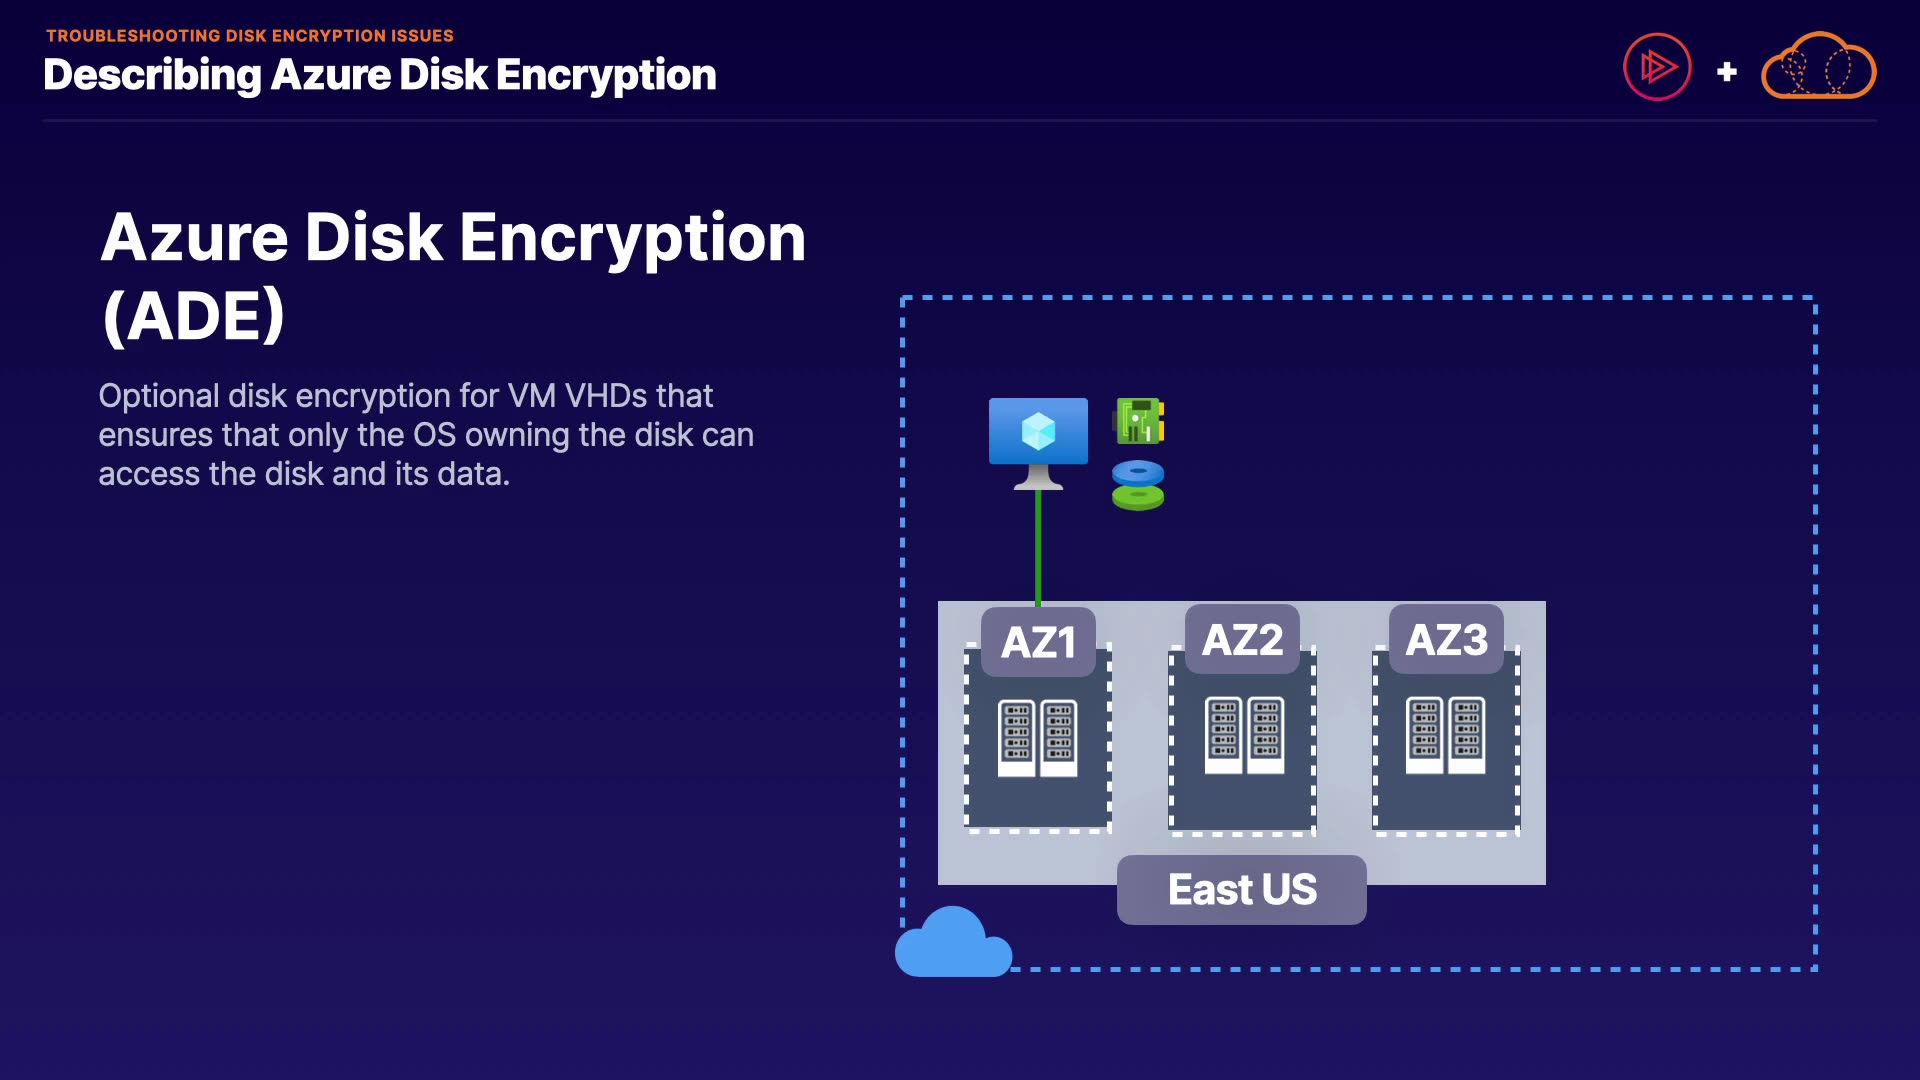 TROUBLESHOOTING DISK ENCRYPTION ISSUES
Describing Azure Disk Encryption
Azure Disk Encryption
(ADE)
Optional disk encryption for VM VHDs that
ensures that only the OS owning the disk can
access the disk and its data.
AZ1
AZ2
AZ3
East US